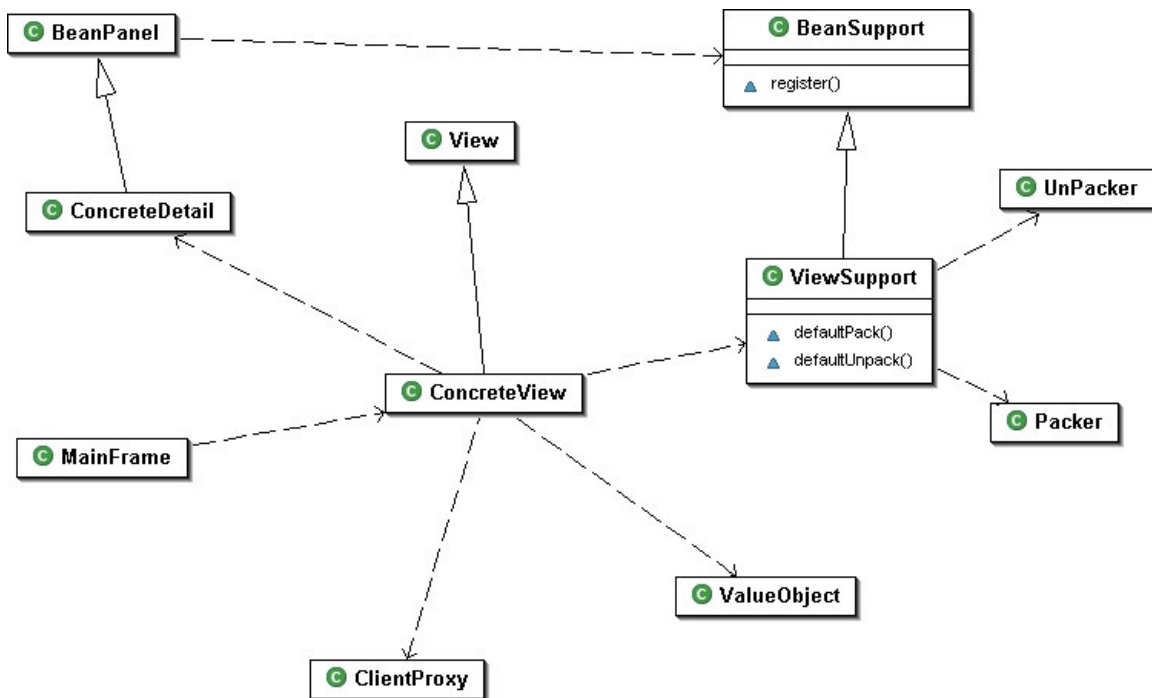 C BeanPanel
C BeanSupport
register()
C View
C UnPacker
C ConcreteDetail
C ViewSupport
defaultPack()
defaultUnpack()
C ConcreteView
C Packer
C MainFrame
C ValueObject
C ClientProxy